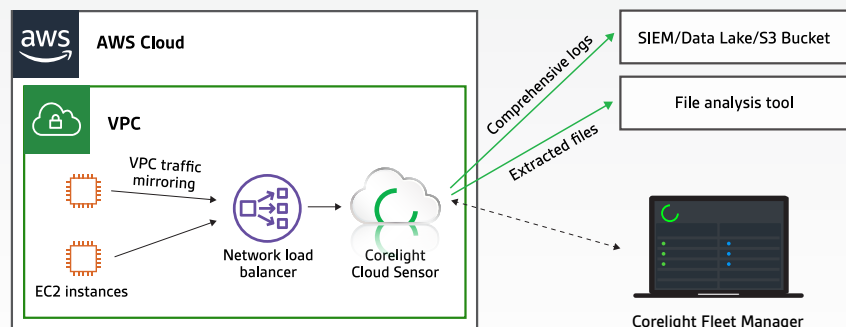 aws
AWS Cloud
VPC
VPC traffic
mirroring
EC2 instances
Network load
balancer
Corelight
Cloud Sensor
Comprehensive logs
Extracted files
SIEM/Data Lake/S3 Bucket
File analysis tool
Corelight Fleet Manager